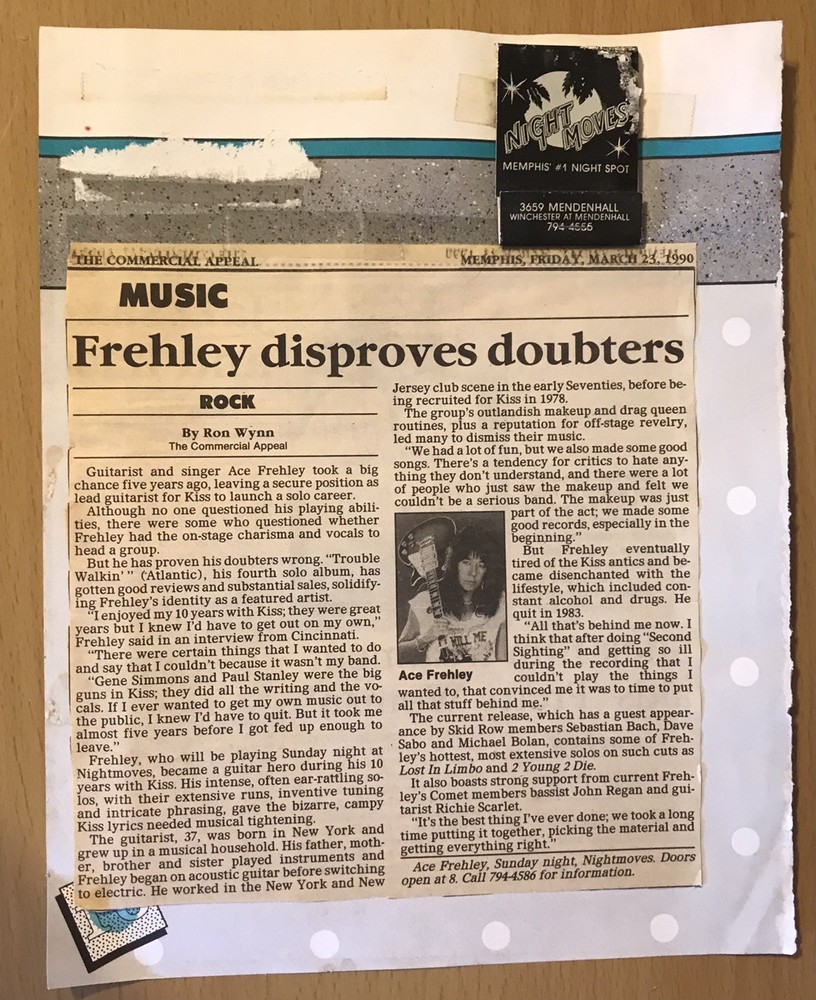 NIGHT MOVES
MEMPHIS' #1 NIGHT SPOT
3659 MENDENHALL
WINCHESTER AT MENDENHALL
794-4555
THE COMMERCIAL APPEAL
MEMPHIS, FRIDAY, MARCH 23, 1990
MUSIC
Frehley disproves doubters
ROCK
By Ron Wynn
The Commercial Appeal
Guitarist and singer Ace Frehley took a big
chance five years ago, leaving a secure position as
lead guitarist for Kiss to launch a solo career.
Although no one questioned his playing abili-
ties, there were some who questioned whether
Frehley had the on-stage charisma and vocals to
head a group.
But he has proven his doubters wrong. "Trouble
Walkin' " (Atlantic), his fourth solo album, has
gotten good reviews and substantial sales, solidify-
ing Frehley's identity as a featured artist.
"I enjoyed my 10 years with Kiss; they were great
years but I knew I'd have to get out on my own,"
Frehley said in an interview from Cincinnati.
"There were certain things that I wanted to do
and say that I couldn't because it wasn't my band.
"Gene Simmons and Paul Stanley were the big
guns in Kiss; they did all the writing and the vo-
cals. If I ever wanted to get my own music out to
the public, I knew I'd have to quit. But it took me
almost five years before I got fed up enough to
leave."
Frehley, who will be playing Sunday night at
Nightmoves, became a guitar hero during his 10
years with Kiss. His intense, often ear-rattling so-
los, with their extensive runs, inventive tuning
and intricate phrasing, gave the bizarre, campy
Kiss lyrics needed musical tightening.
The guitarist, 37, was born in New York and
grew up in a musical household. His father, moth-
er, brother and sister played instruments and
Frehley began on acoustic guitar before switching
to electric. He worked in the New York and New
Jersey club scene in the early Seventies, before be-
ing recruited for Kiss in 1978.
The group's outlandish makeup and drag queen
routines, plus a reputation for off-stage revelry,
led many to dismiss their music.
"We had a lot of fun, but we also made some good
songs. There's a tendency for critics to hate any-
thing they don't understand, and there were a lot
of people who just saw the makeup and felt we
couldn't be a serious band. The makeup was just
part of the act; we made some
good records, especially in the
beginning."
But Frehley eventually
tired of the Kiss antics and be-
came disenchanted with the
lifestyle, which included con-
stant alcohol and drugs. He
quit in 1983.
"All that's behind me now. I
think that after doing "Second
Sighting" and getting so ill
during the recording that I
couldn't play the things I
wanted to, that convinced me it was to time to put
all that stuff behind me."
KILL ME
Ace Frehley
The current release, which has a guest appear-
ance by Skid Row members Sebastian Bach, Dave
Sabo and Michael Bolan, contains some of Freh-
ley's hottest, most extensive solos on such cuts as
Lost In Limbo and 2 Young 2 Die.
It also boasts strong support from current Freh-
ley's Comet members bassist John Regan and gui-
tarist Richie Scarlet.
"It's the best thing I've ever done; we took a long
time putting it together, picking the material and
getting everything right."
Ace Frehley, Sunday night, Nightmoves. Doors
open at 8. Call 794-4586 for information.